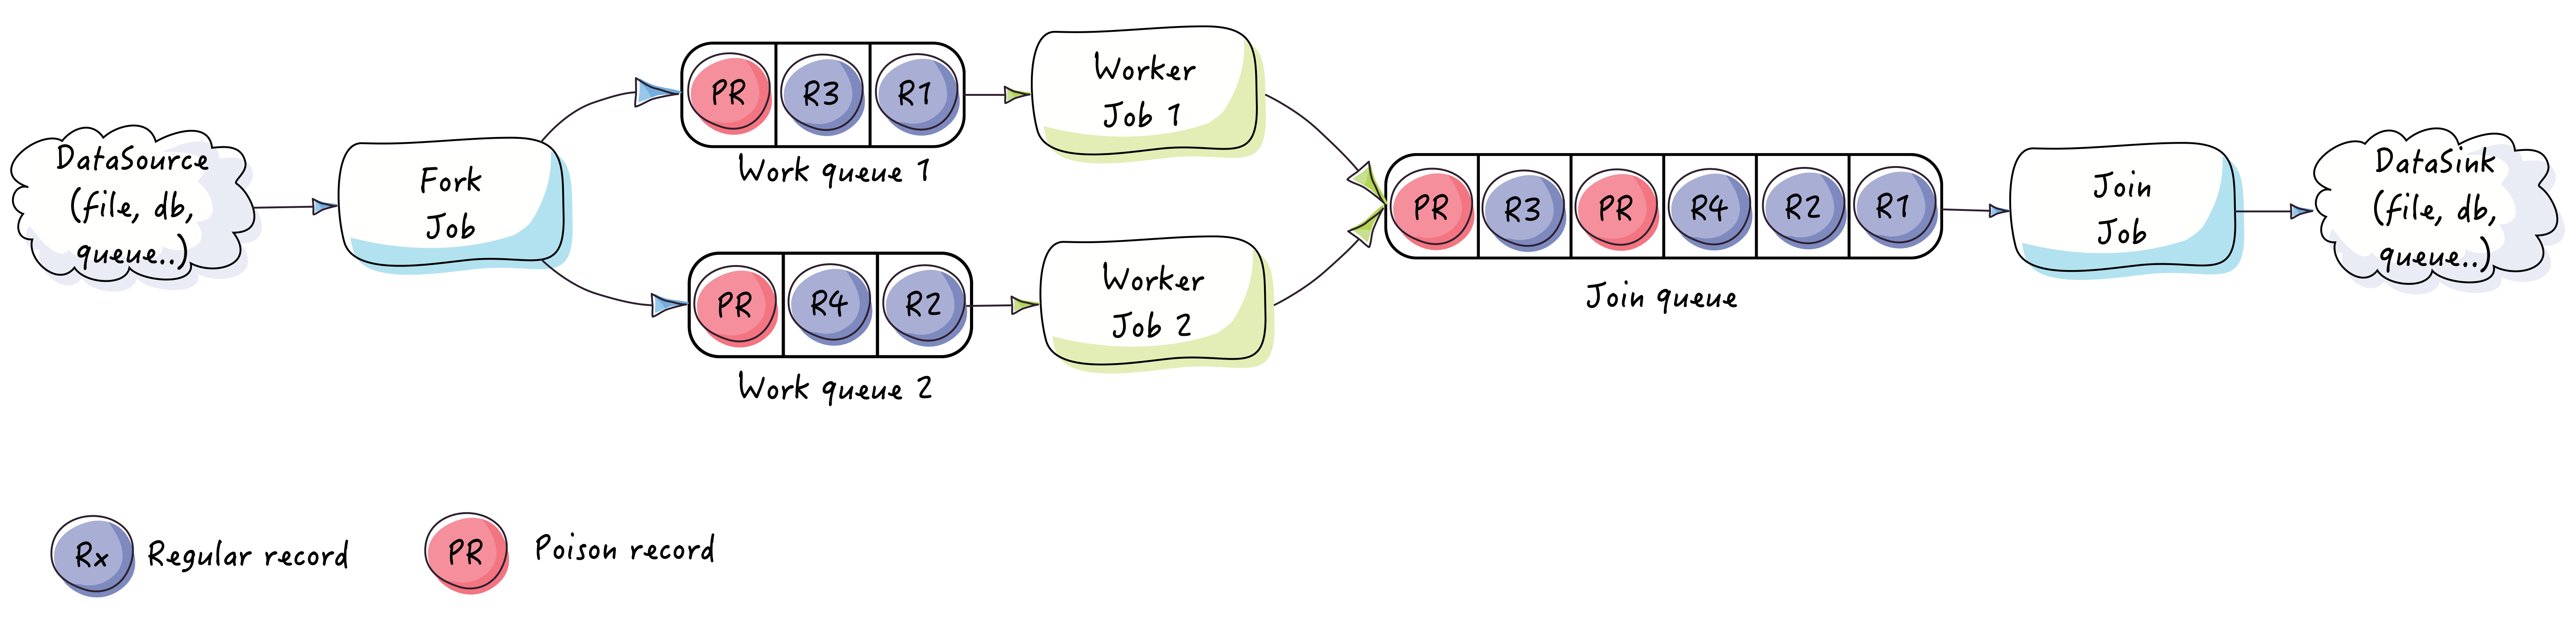 DataSource
(file, db,
queue..)
Fork
Job
PR R3 R1
Work queue 1
Worker
Job 1
PR R4 R2
Work queue 2
Worker
Job 2
PR R3 PR R4 R2 R1
Join queue
Join
Job
DataSink
(file, db,
queue..)
Rx Regular record
PR Poison record